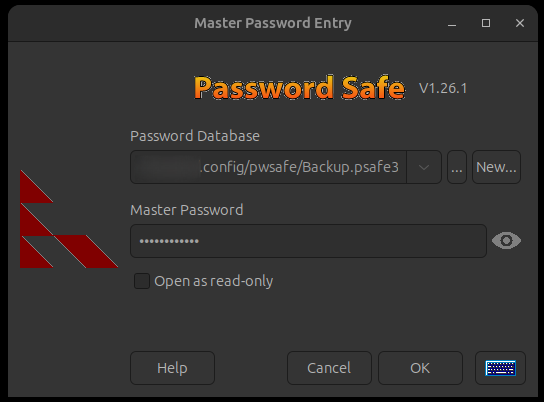 Master Password Entry
Password Safe V1.26.1
Password Database
.config/pwsafe/Backup.psafe3 ... New...
Master Password
••••••••••••
Open as read-only
Help Cancel OK